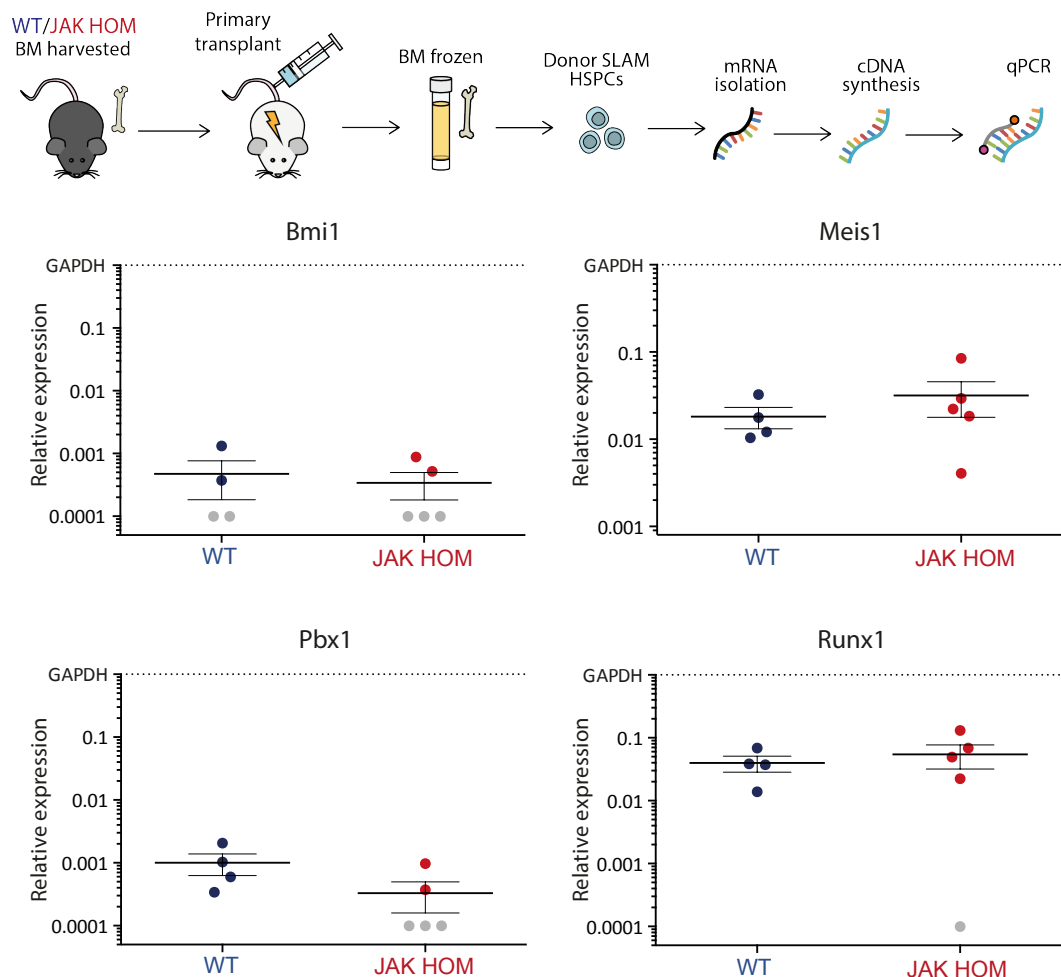 WT/JAK HOM
BM harvested
Primary
transplant
BM frozen
Donor SLAM
HSPCs
mRNA
isolation
cDNA
synthesis
qPCR
Bmi1
GAPDH
0.1
0.01
0.001
0.0001
Relative expression
WT
JAK HOM
Meis1
GAPDH
0.1
0.01
0.001
Relative expression
WT
JAK HOM
Pbx1
GAPDH
0.1
0.01
0.001
0.0001
Relative expression
WT
JAK HOM
Runx1
GAPDH
0.1
0.01
0.001
0.0001
Relative expression
WT
JAK HOM